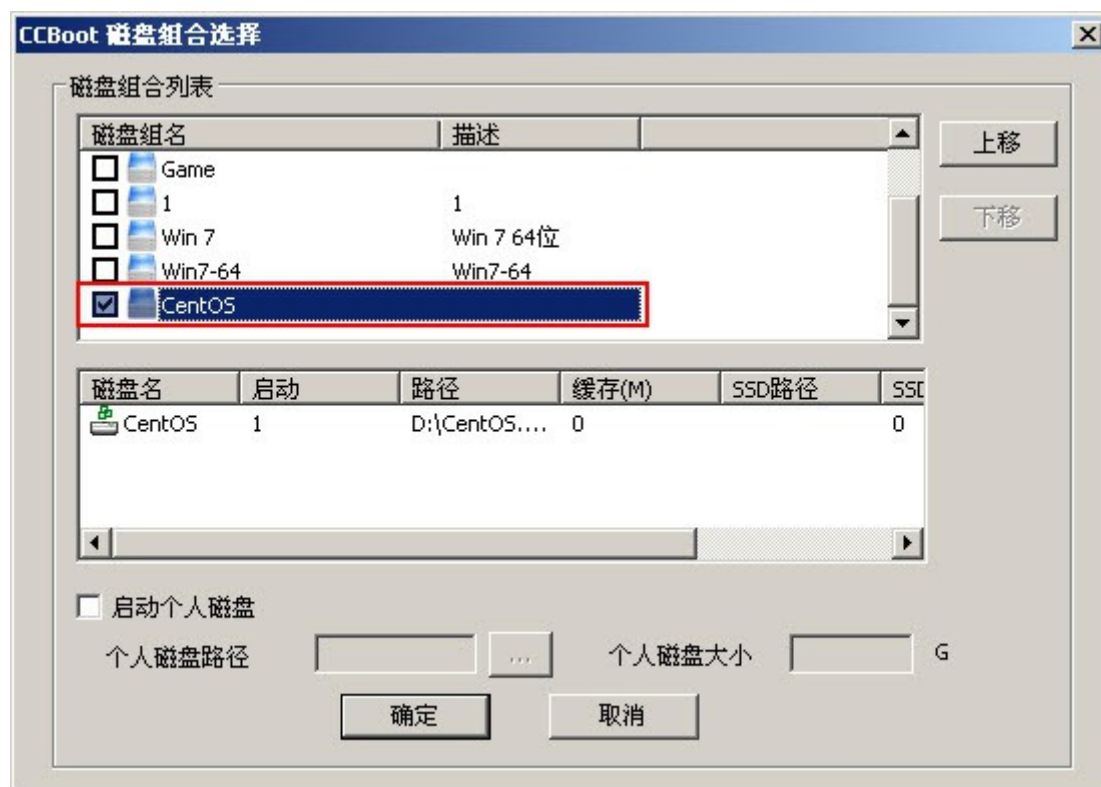 CCBoot 磁盘组合选择
磁盘组合列表
磁盘组名 描述
上移
Game
1 1
下移
Win 7 Win 7 64位
Win7-64 Win7-64
CentOS
磁盘名 启动 路径 缓存(M) SSD路径 SSD
CentOS 1 D:\CentOS.... 0 0
启动个人磁盘
个人磁盘路径 ... 个人磁盘大小 G
确定 取消